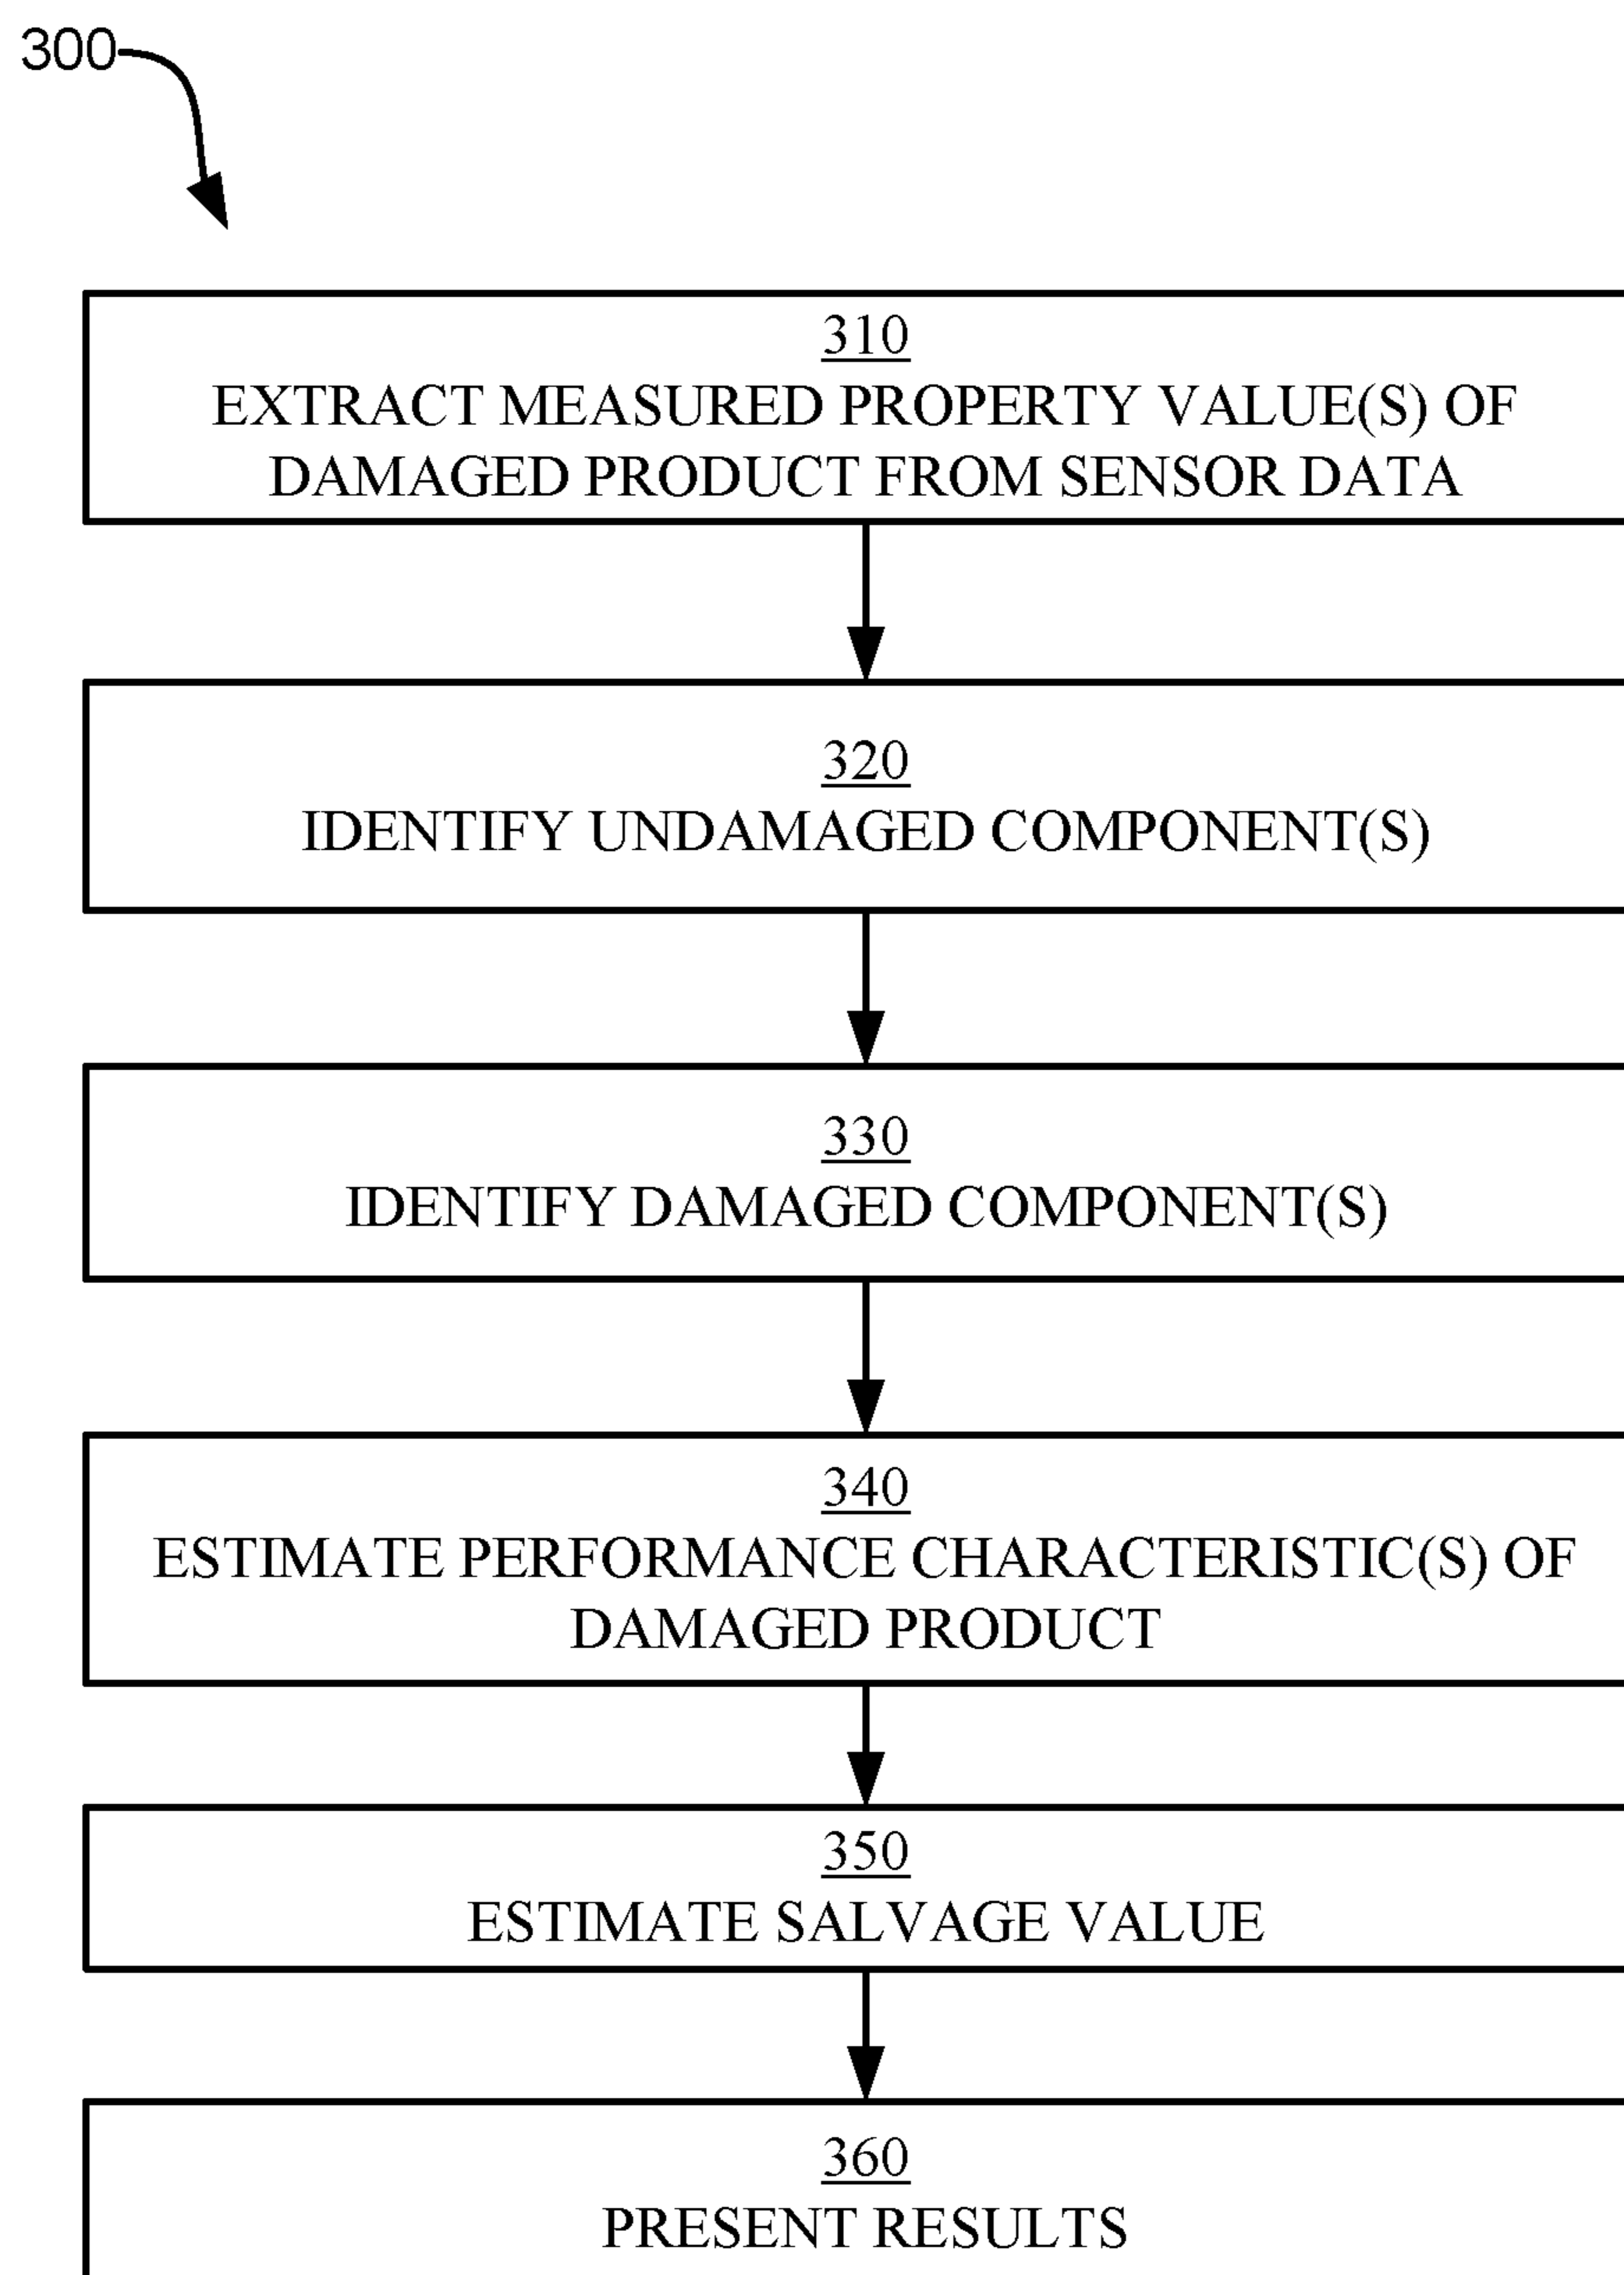 300
310
EXTRACT MEASURED PROPERTY VALUE(S) OF
DAMAGED PRODUCT FROM SENSOR DATA
320
IDENTIFY UNDAMAGED COMPONENT(S)
330
IDENTIFY DAMAGED COMPONENT(S)
340
ESTIMATE PERFORMANCE CHARACTERISTIC(S) OF
DAMAGED PRODUCT
350
ESTIMATE SALVAGE VALUE
360
PRESENT RESULTS